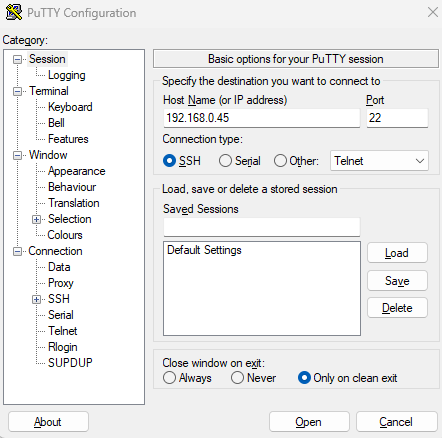 PuTTY Configuration
Category:
Session
Logging
Terminal
Keyboard
Bell
Features
Window
Appearance
Behaviour
Translation
Selection
Colours
Connection
Data
Proxy
SSH
Serial
Telnet
Rlogin
SUPDUP
Basic options for your PuTTY session
Specify the destination you want to connect to
Host Name (or IP address) Port
192.168.0.45 22
Connection type:
SSH Serial Other: Telnet
Load, save or delete a stored session
Saved Sessions
Default Settings
Load
Save
Delete
Close window on exit:
Always Never Only on clean exit
About Open Cancel